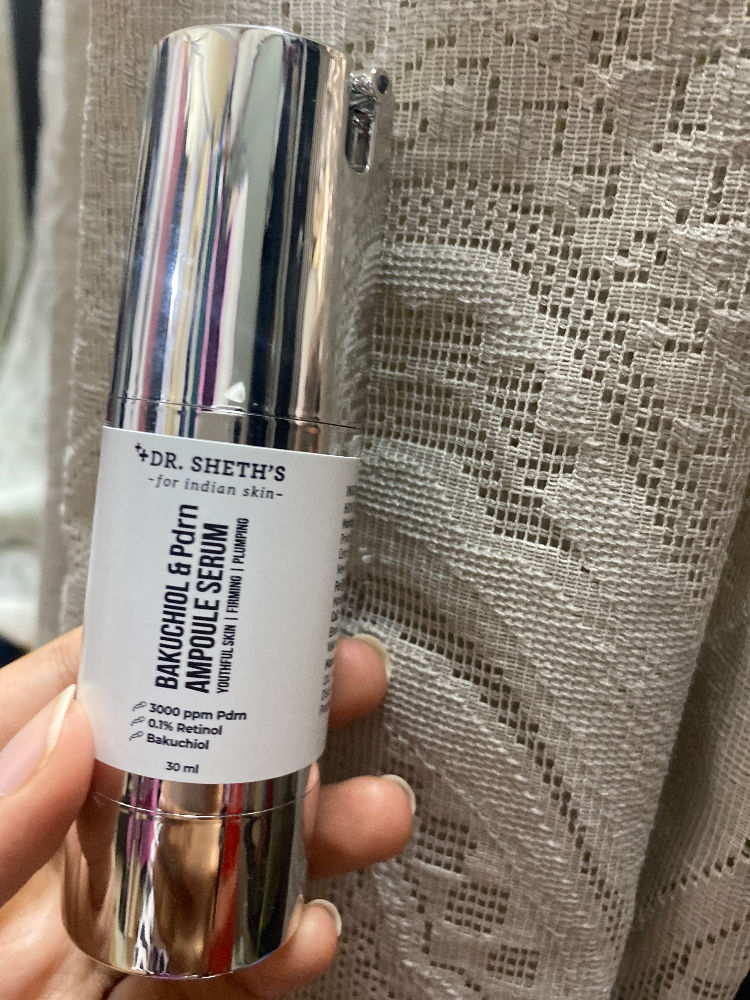 DR. SHETH'S
-for indian skin-
BAKUCHIOL & Pdrn
AMPOULE SERUM
YOUTHFUL SKIN | FIRMING | PLUMPING
3000 ppm Pdrn
0.1% Retinol
Bakuchiol
30 ml